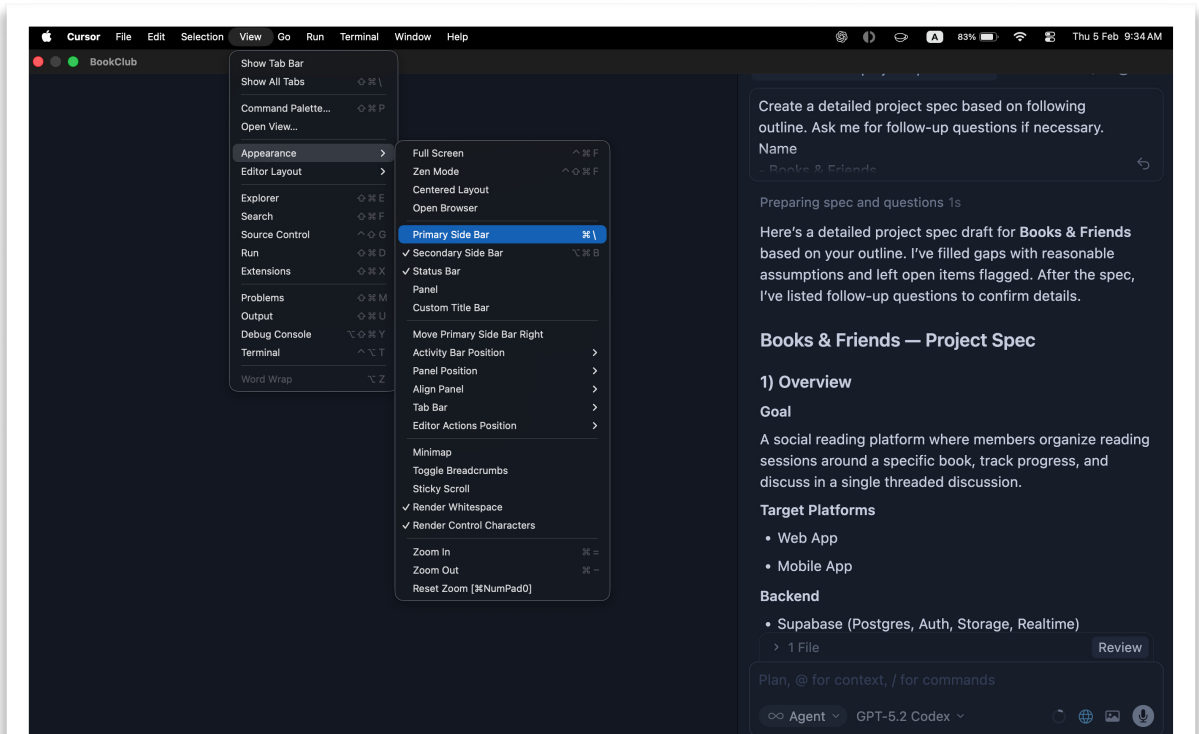 Cursor File Edit Selection View Go Run Terminal Window Help
A 83% Thu 5 Feb 9:34 AM
BookClub
Show Tab Bar
Show All Tabs ⇧⌘\
Command Palette... ⇧⌘P
Open View...
Appearance
Editor Layout
Explorer ⇧⌘E
Search ⇧⌘F
Source Control ^⇧G
Run ⇧⌘D
Extensions ⇧⌘X
Problems ⇧⌘M
Output ⇧⌘U
Debug Console ⌥⇧⌘Y
Terminal ^⌥T
Word Wrap ⌥Z
Full Screen ^⌘F
Zen Mode ^⇧⌘F
Centered Layout
Open Browser
Primary Side Bar ⌘\
✓ Secondary Side Bar ⌥⌘B
✓ Status Bar
Panel
Custom Title Bar
Move Primary Side Bar Right
Activity Bar Position
Panel Position
Align Panel
Tab Bar
Editor Actions Position
Minimap
Toggle Breadcrumbs
Sticky Scroll
✓ Render Whitespace
✓ Render Control Characters
Zoom In ⌘=
Zoom Out ⌘−
Reset Zoom [⌘NumPad0]
Create a detailed project spec based on following
outline. Ask me for follow-up questions if necessary.
Name
- Books & Friends
Preparing spec and questions 1s
Here's a detailed project spec draft for Books & Friends
based on your outline. I've filled gaps with reasonable
assumptions and left open items flagged. After the spec,
I've listed follow-up questions to confirm details.
Books & Friends — Project Spec
1) Overview
Goal
A social reading platform where members organize reading
sessions around a specific book, track progress, and
discuss in a single threaded discussion.
Target Platforms
• Web App
• Mobile App
Backend
• Supabase (Postgres, Auth, Storage, Realtime)
1 File Review
Plan, @ for context, / for commands
Agent GPT-5.2 Codex